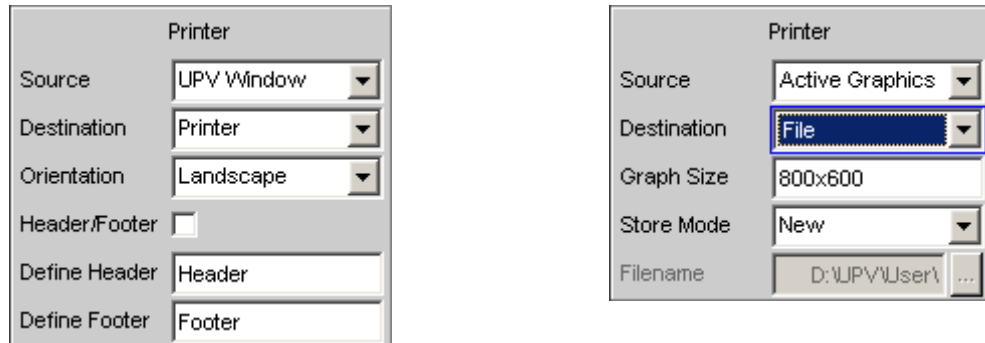 Printer
Source UPV Window
Destination Printer
Orientation Landscape
Header/Footer
Define Header Header
Define Footer Footer
Printer
Source Active Graphics
Destination File
Graph Size 800x600
Store Mode New
Filename D:\UPV\User\ ...